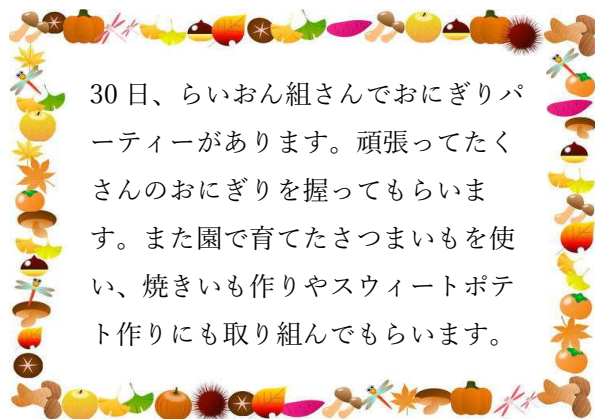 30 日、らいおん組さんでおにぎりパ
ーティーがあります。頑張ってたく
さんのおにぎりを握ってもらいま
す。また園で育てたさつまいもを使
い、焼きいも作りやスウィートポテ
ト作りにも取り組んでもらいます。